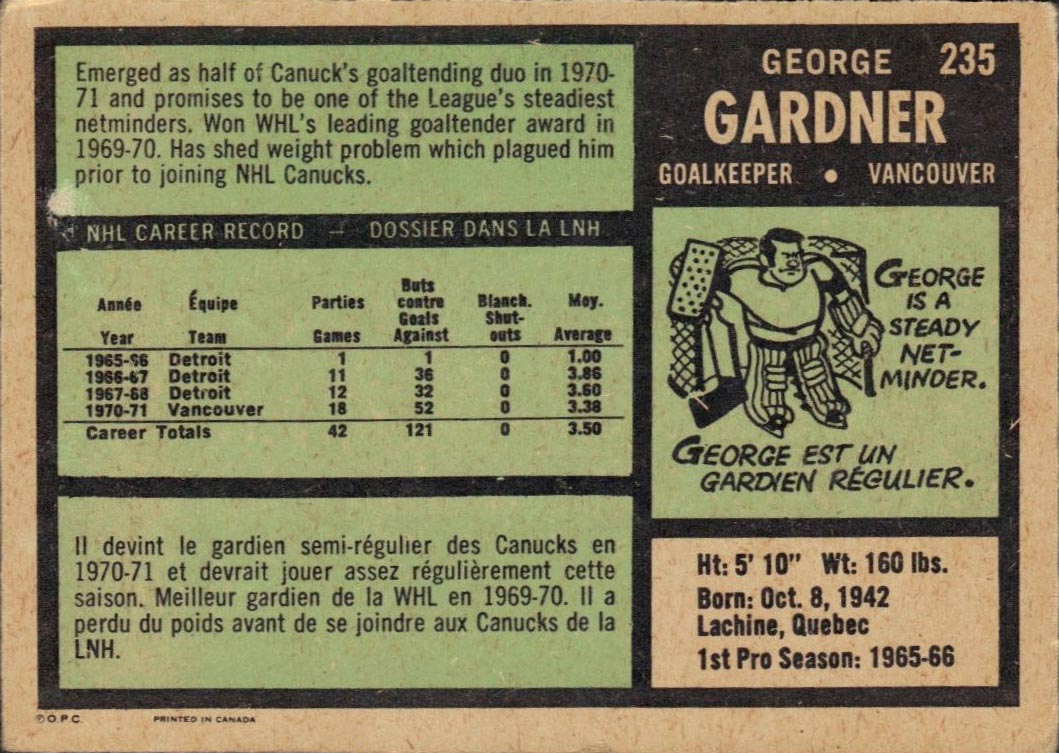 GEORGE 235
GARDNER
GOALKEEPER • VANCOUVER
Emerged as half of Canuck's goaltending duo in 1970-
71 and promises to be one of the League's steadiest
netminders. Won WHL's leading goaltender award in
1969-70. Has shed weight problem which plagued him
prior to joining NHL Canucks.
NHL CAREER RECORD — DOSSIER DANS LA LNH
Année Équipe Parties Buts contre Blanch. Moy.
Year Team Games Goals Against Shut-outs Average
1965-66 Detroit 1 1 0 1.00
1966-67 Detroit 11 36 0 3.86
1967-68 Detroit 12 32 0 3.60
1970-71 Vancouver 18 52 0 3.38
Career Totals 42 121 0 3.50
Il devint le gardien semi-régulier des Canucks en
1970-71 et devrait jouer assez régulièrement cette
saison. Meilleur gardien de la WHL en 1969-70. Il a
perdu du poids avant de se joindre aux Canucks de la
LNH.
GEORGE
IS A
STEADY
NET-
MINDER.
GEORGE EST UN
GARDIEN RÉGULIER.
Ht: 5' 10" Wt: 160 lbs.
Born: Oct. 8, 1942
Lachine, Quebec
1st Pro Season: 1965-66
© O.P.C. PRINTED IN CANADA